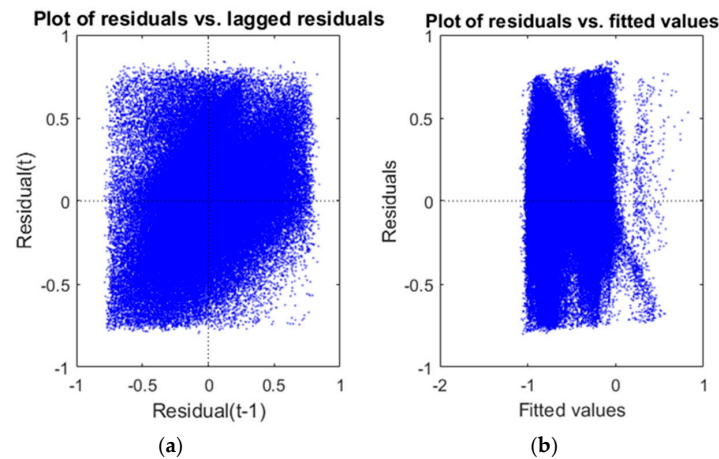 Plot of residuals vs. lagged residuals
1
0.5
0
-0.5
-1
Residual(t)
-1
-0.5
0
0.5
1
Residual(t-1)
(a)
Plot of residuals vs. fitted values
1
0.5
0
-0.5
-1
Residuals
-2
-1
0
1
Fitted values
(b)